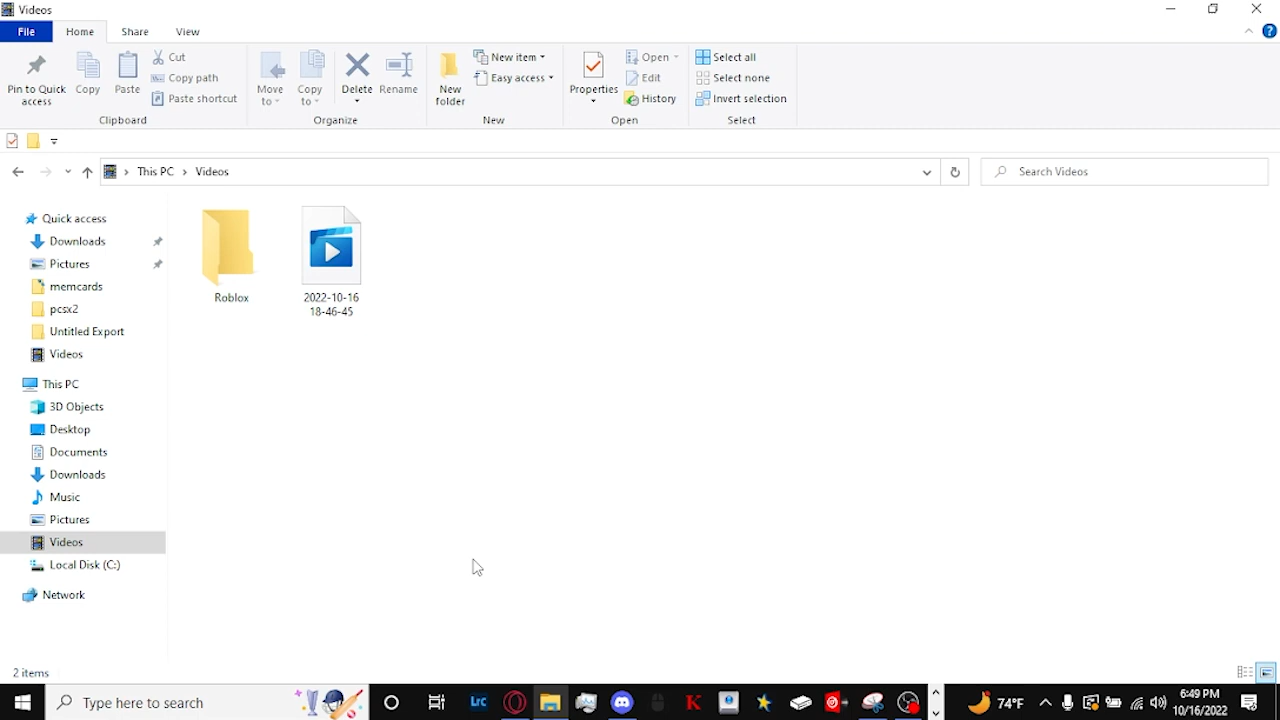 Videos
File Home Share View
Pin to Quick access
Copy
Paste
Cut
Copy path
Paste shortcut
Clipboard
Move to
Copy to
Delete
Rename
Organize
New folder
New item
Easy access
New
Properties
Open
Edit
History
Open
Select all
Select none
Invert selection
Select
This PC › Videos
Search Videos
Quick access
Downloads
Pictures
memcards
pcsx2
Untitled Export
Videos
This PC
3D Objects
Desktop
Documents
Downloads
Music
Pictures
Videos
Local Disk (C:)
Network
Roblox
2022-10-16
18-46-45
2 items
Type here to search
Lrc
K
74°F
6:49 PM
10/16/2022